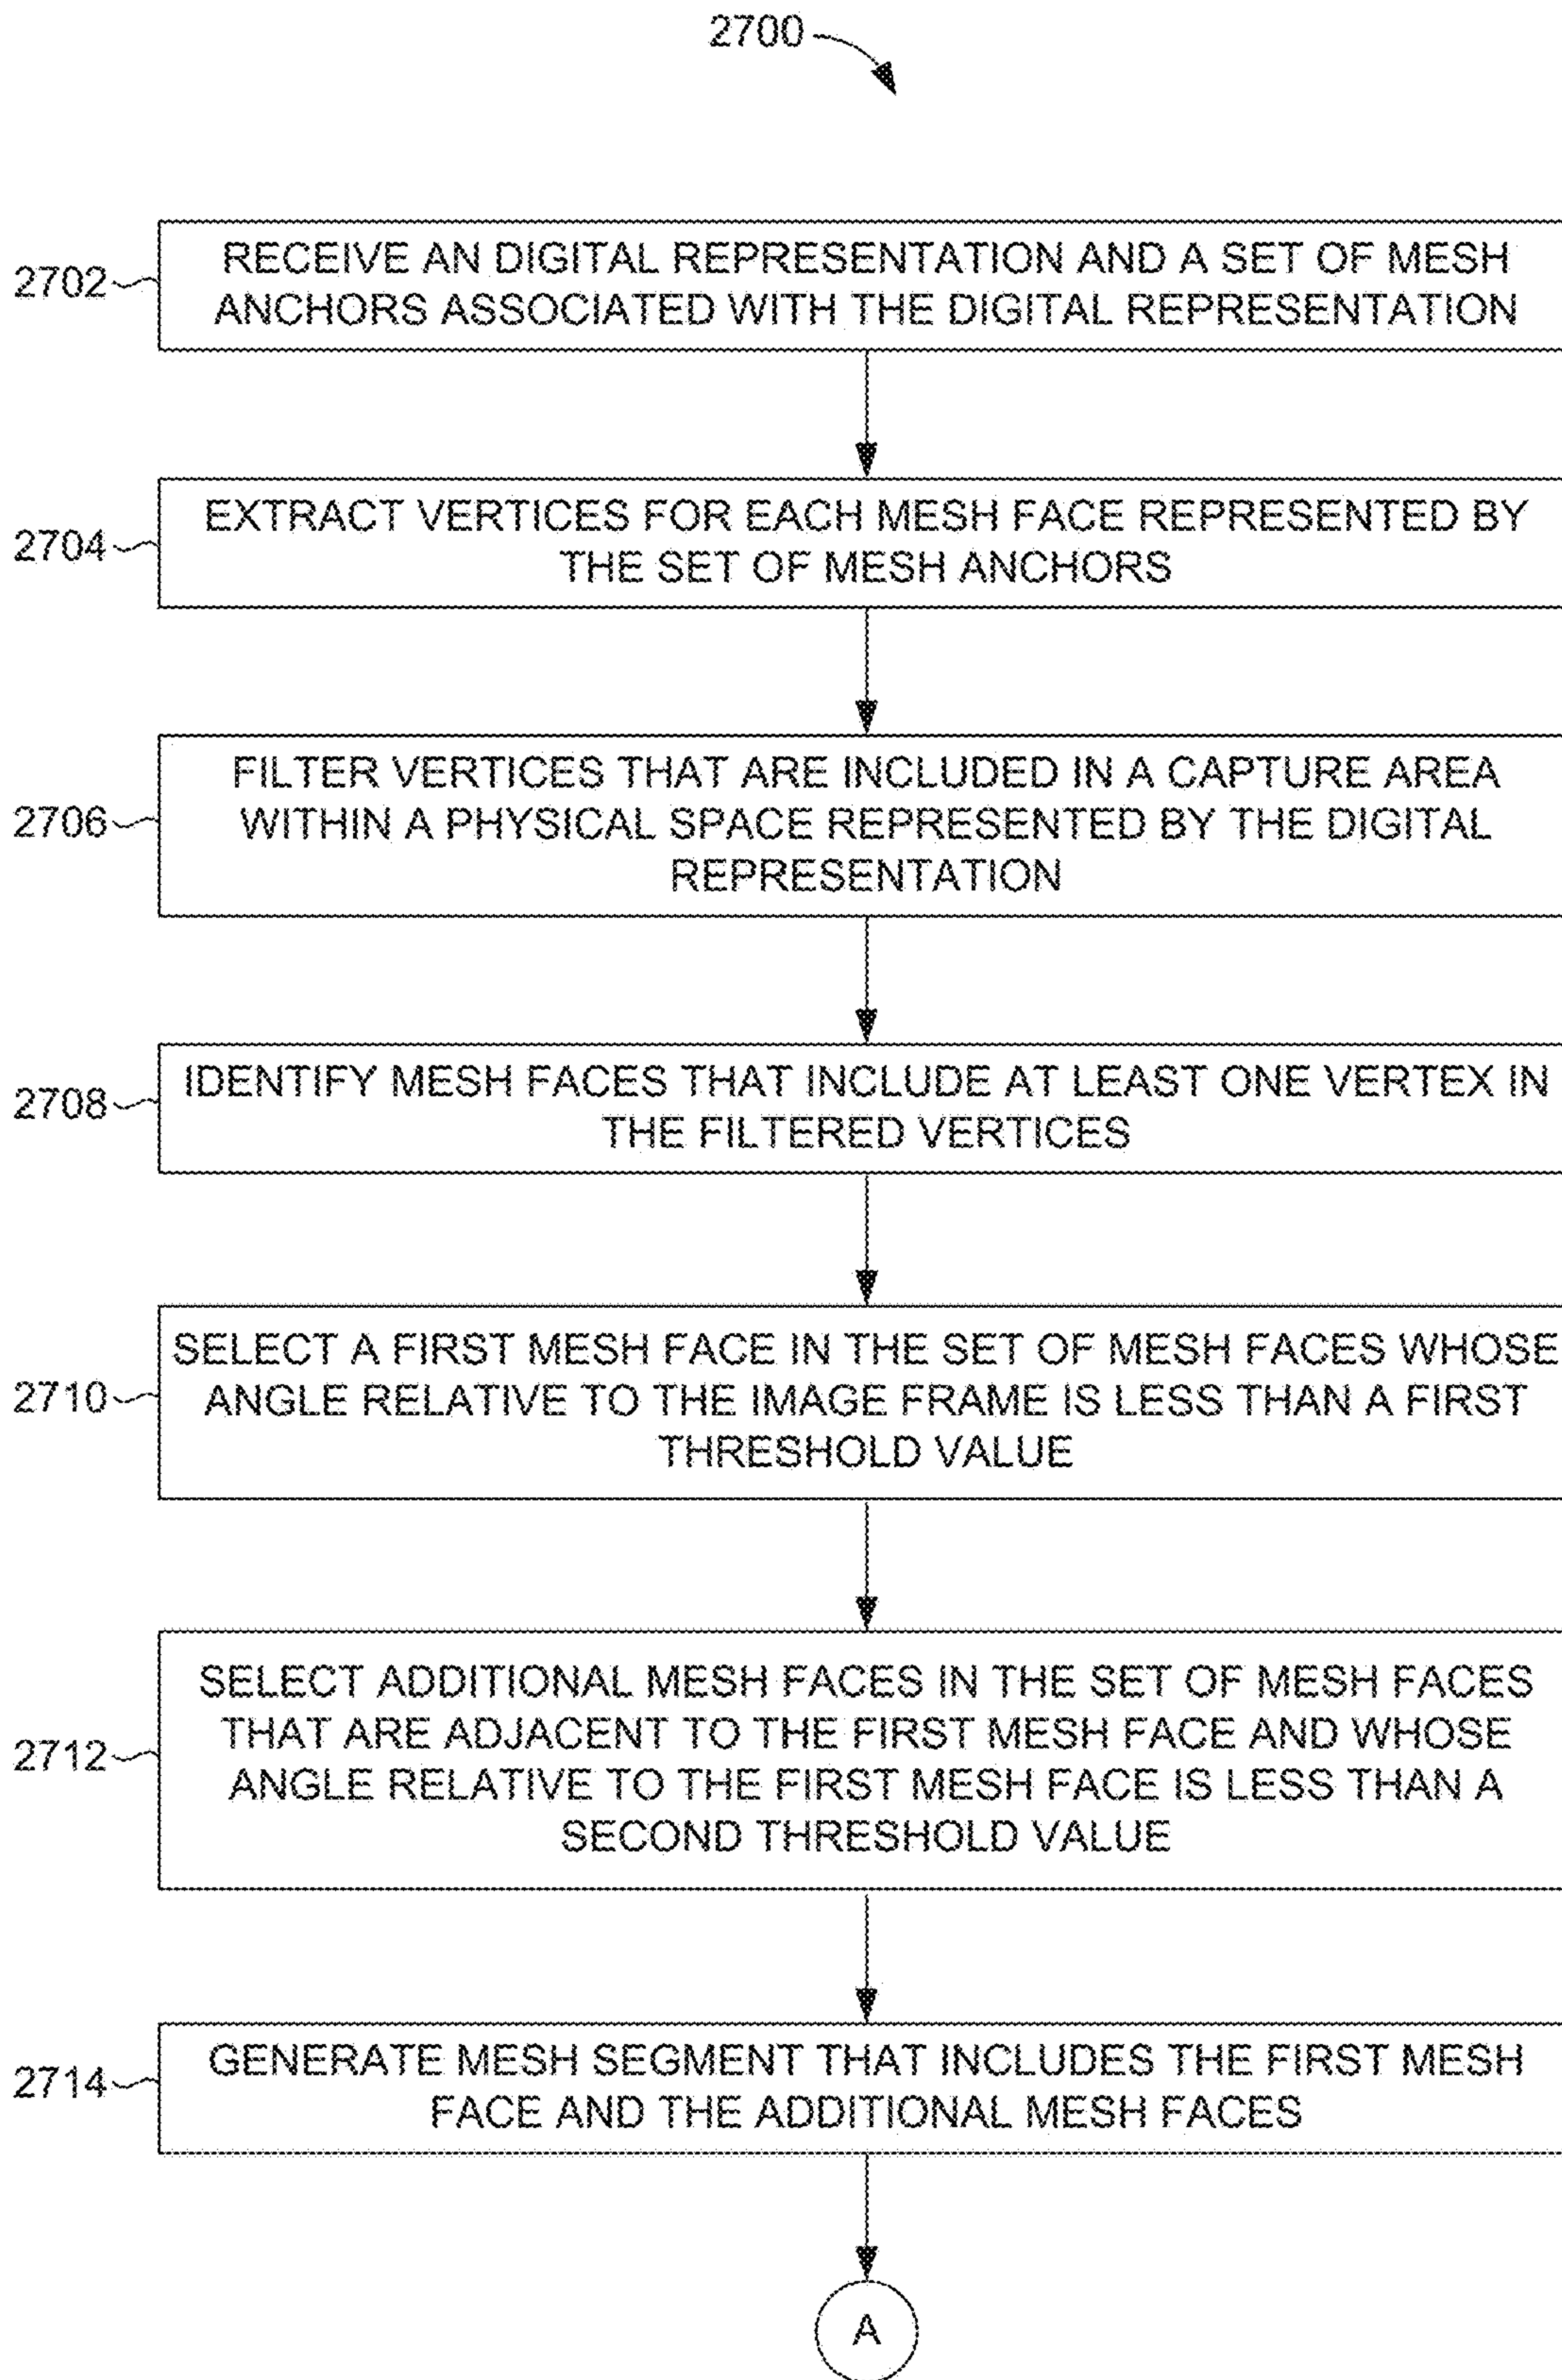 2700
2702
RECEIVE AN DIGITAL REPRESENTATION AND A SET OF MESH
ANCHORS ASSOCIATED WITH THE DIGITAL REPRESENTATION
2704
EXTRACT VERTICES FOR EACH MESH FACE REPRESENTED BY
THE SET OF MESH ANCHORS
2706
FILTER VERTICES THAT ARE INCLUDED IN A CAPTURE AREA
WITHIN A PHYSICAL SPACE REPRESENTED BY THE DIGITAL
REPRESENTATION
2708
IDENTIFY MESH FACES THAT INCLUDE AT LEAST ONE VERTEX IN
THE FILTERED VERTICES
2710
SELECT A FIRST MESH FACE IN THE SET OF MESH FACES WHOSE
ANGLE RELATIVE TO THE IMAGE FRAME IS LESS THAN A FIRST
THRESHOLD VALUE
2712
SELECT ADDITIONAL MESH FACES IN THE SET OF MESH FACES
THAT ARE ADJACENT TO THE FIRST MESH FACE AND WHOSE
ANGLE RELATIVE TO THE FIRST MESH FACE IS LESS THAN A
SECOND THRESHOLD VALUE
2714
GENERATE MESH SEGMENT THAT INCLUDES THE FIRST MESH
FACE AND THE ADDITIONAL MESH FACES
A